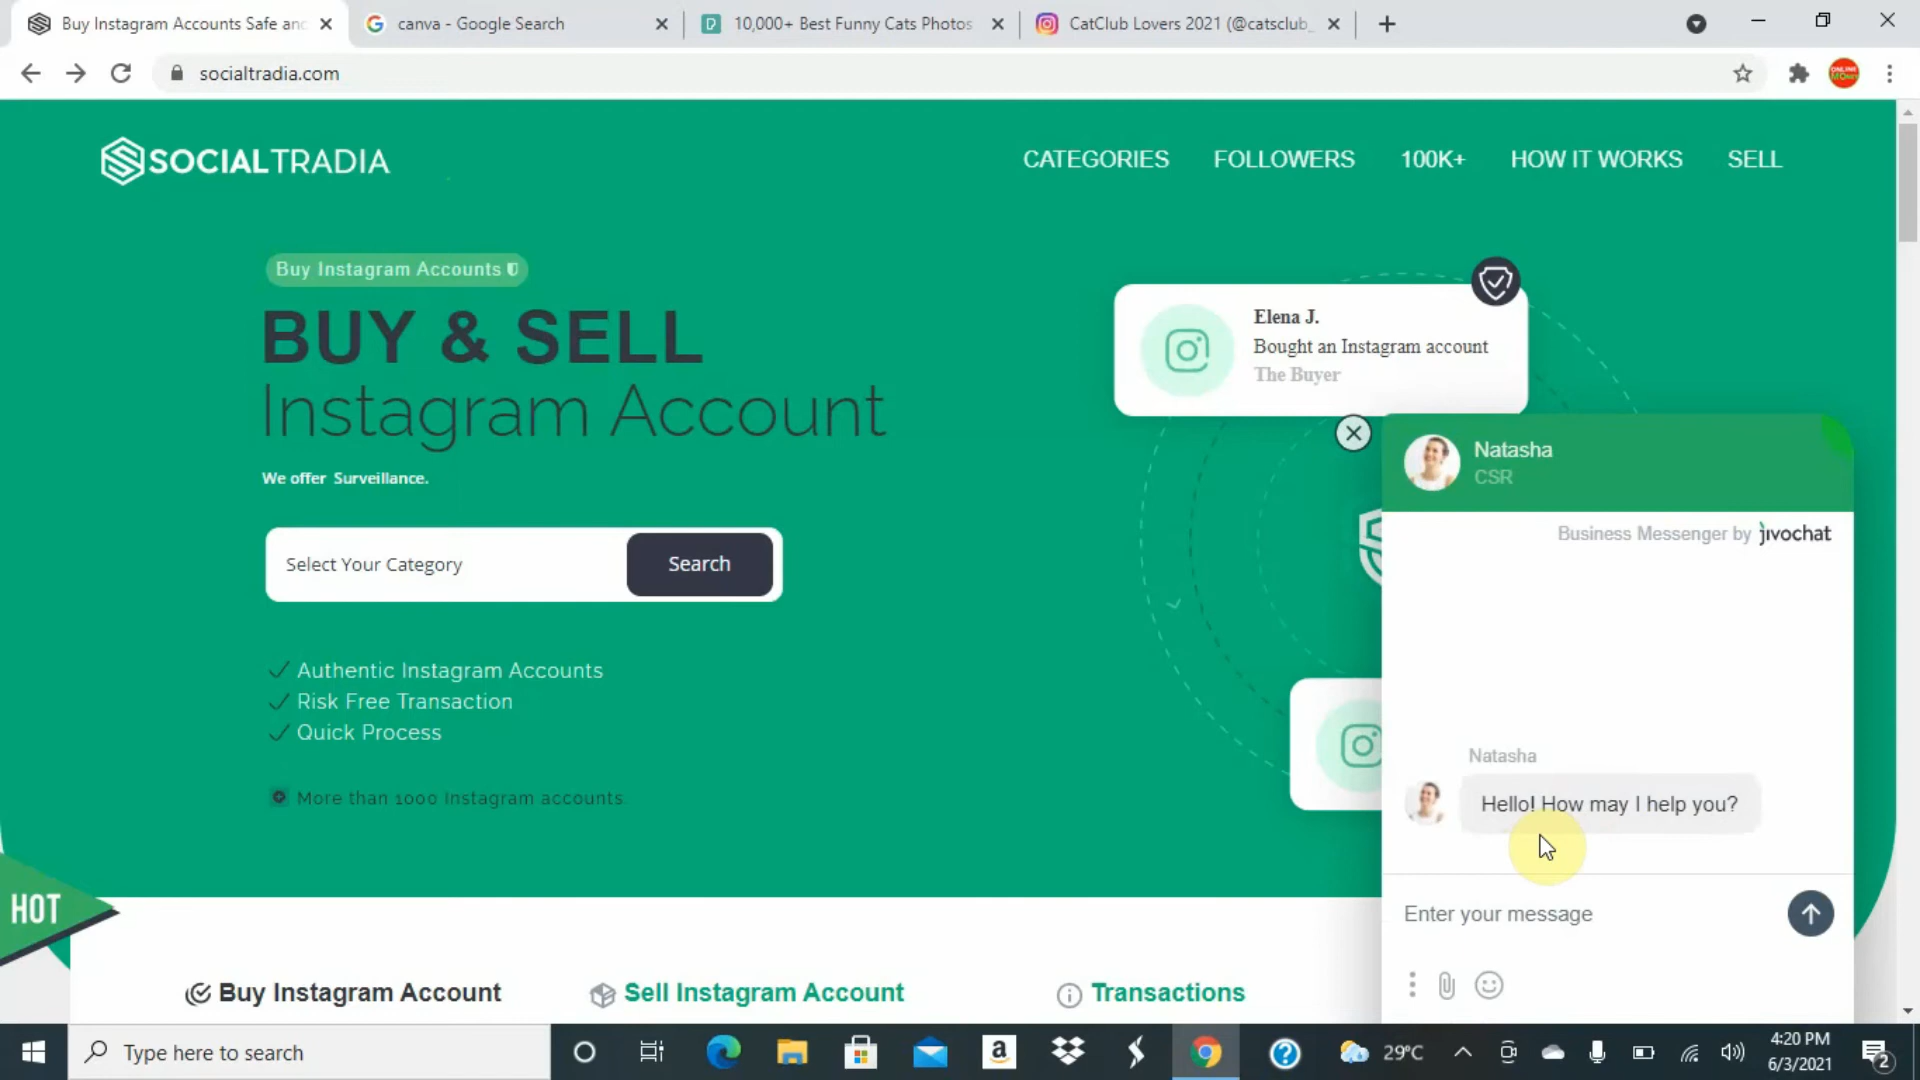 Buy Instagram Accounts Safe and
canva - Google Search
10,000+ Best Funny Cats Photos
CatClub Lovers 2021 (@catsclub_
socialtradia.com
ONLINE MONEY
SOCIALTRADIA
CATEGORIES
FOLLOWERS
100K+
HOW IT WORKS
SELL
Buy Instagram Accounts
BUY & SELL
Instagram Account
We offer Surveillance.
Select Your Category
Search
Authentic Instagram Accounts
Risk Free Transaction
Quick Process
More than 1000 Instagram accounts.
Elena J.
Bought an Instagram account
The Buyer
Natasha
CSR
Business Messenger by jivochat
Natasha
Hello! How may I help you?
Enter your message
HOT
Buy Instagram Account
Sell Instagram Account
Transactions
Type here to search
29°C
4:20 PM
6/3/2021
2